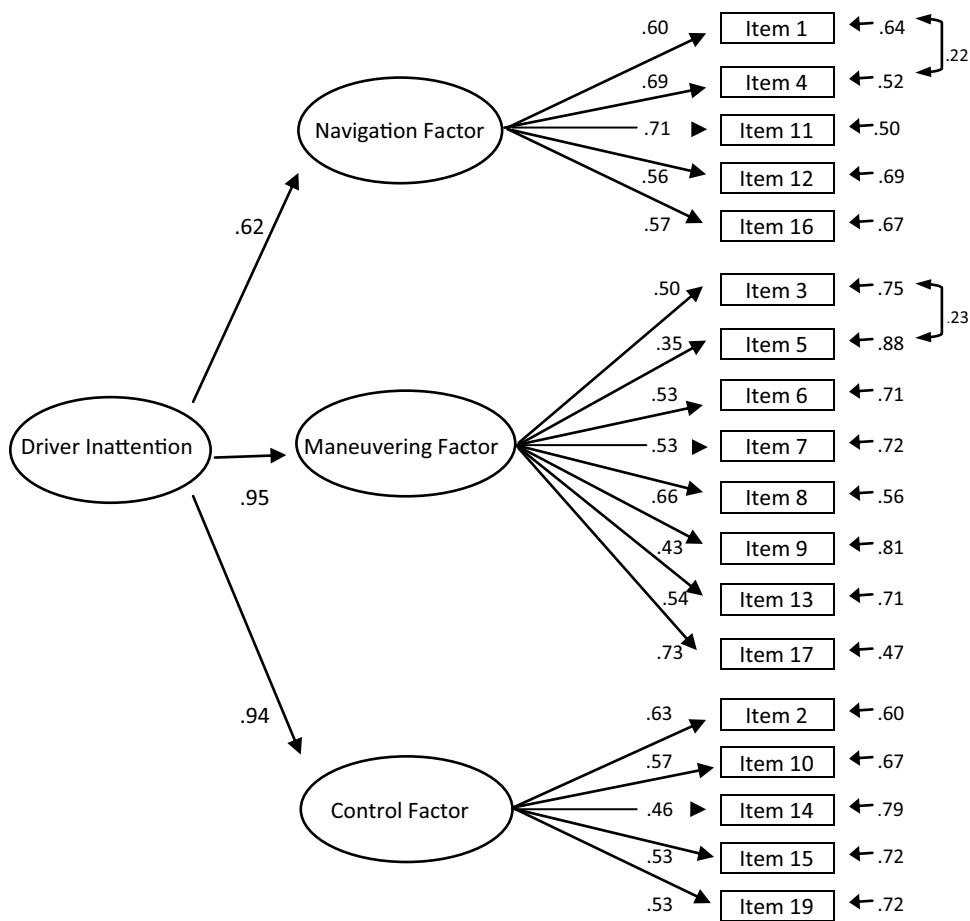 .60
Item 1
.64
.22
.69
Item 4
.52
Navigation Factor
.71
Item 11
.50
.56
Item 12
.69
.57
Item 16
.67
.62
.50
Item 3
.75
.23
.35
Item 5
.88
.53
Item 6
.71
Driver Inattention
Maneuvering Factor
.53
Item 7
.72
.95
.66
Item 8
.56
.43
Item 9
.81
.54
Item 13
.71
.73
Item 17
.47
.94
.63
Item 2
.60
.57
Item 10
.67
Control Factor
.46
Item 14
.79
.53
Item 15
.72
.53
Item 19
.72